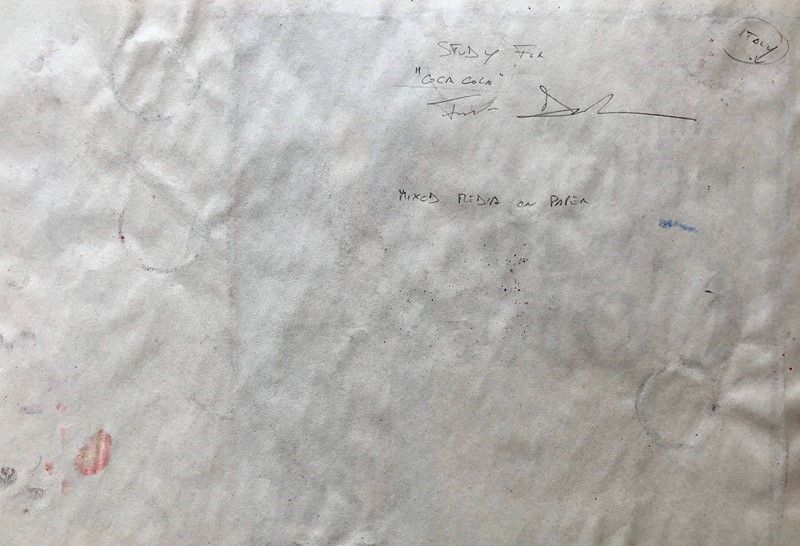 ITALY
STUDY FOR
"COCA COLA"
MIXED MEDIA ON PAPER